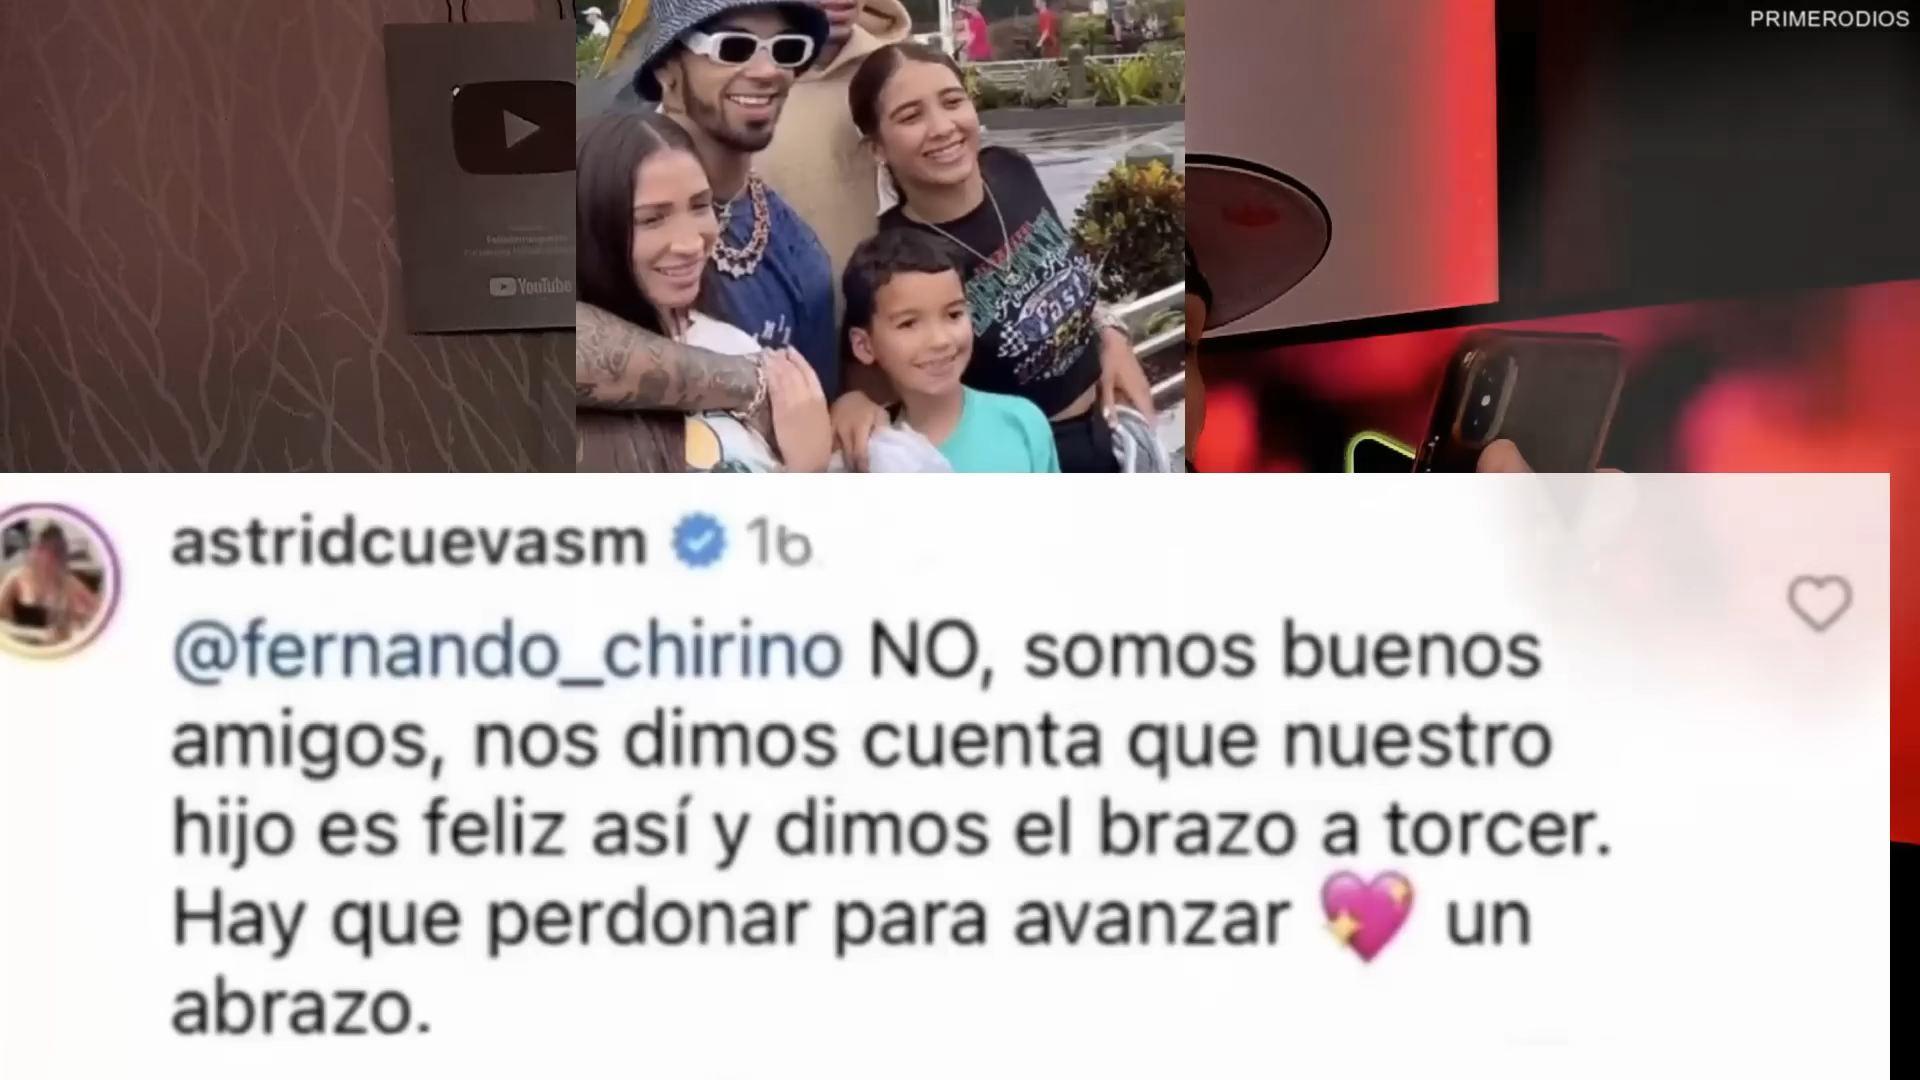 PRIMERODIOS
YouTube
astridcuevasm 16
@fernando_chirino NO, somos buenos
amigos, nos dimos cuenta que nuestro
hijo es feliz así y dimos el brazo a torcer.
Hay que perdonar para avanzar 💖 un
abrazo.